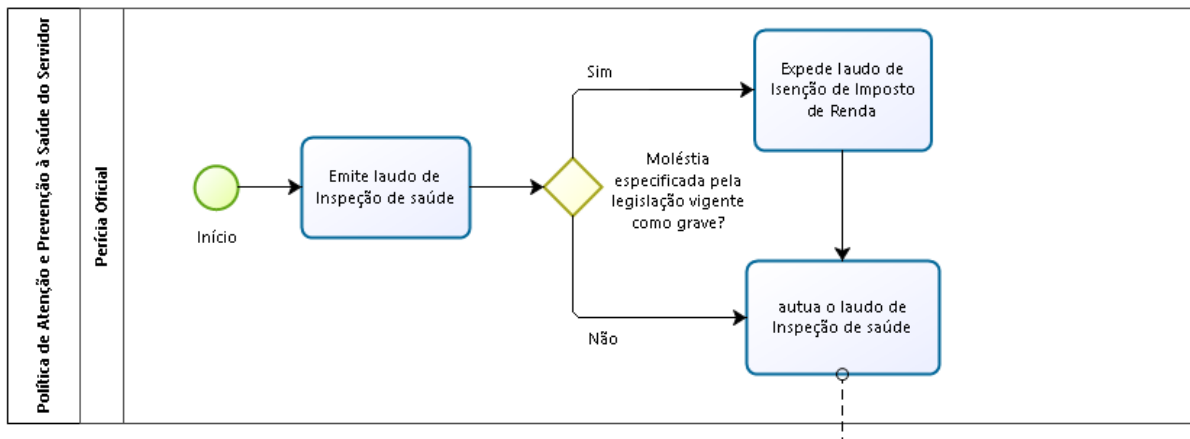 Política de Atenção e Prevenção à Saúde do Servidor
Perícia Oficial
Início
Emite laudo de
Inspeção de saúde
Sim
Moléstia
especificada pela
legislação vigente
como grave?
Não
Expede laudo de
Isenção de Imposto
de Renda
autua o laudo de
Inspeção de saúde